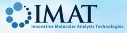 IMAT
Innovative Molecular Analysis Technologies